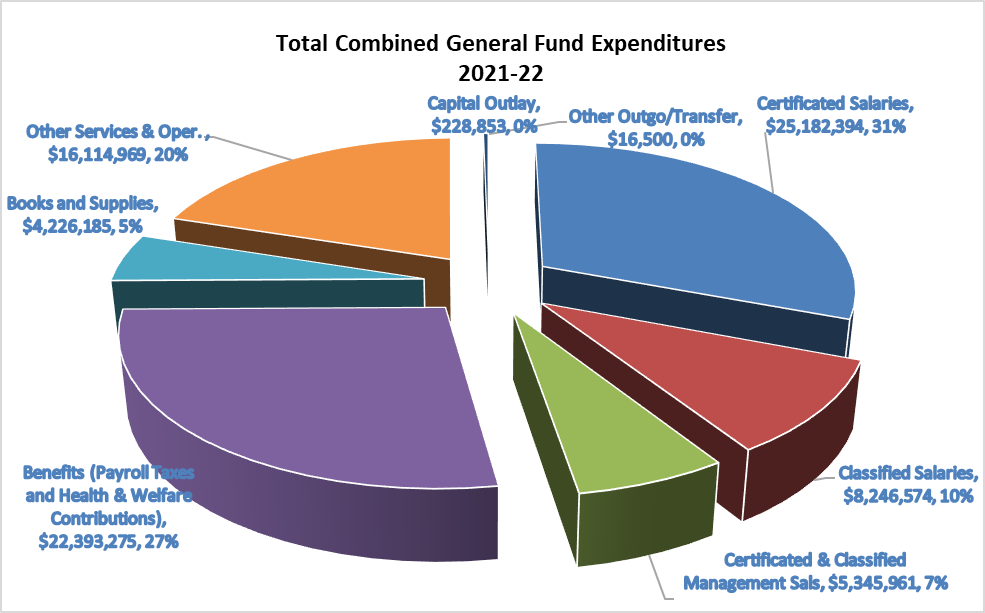 Total Combined General Fund Expenditures
2021-22
Capital Outlay,
$228,853, 0%
Other Outgo/Transfer,
$16,500, 0%
Certificated Salaries,
$25,182,394, 31%
Other Services & Oper. ,
$16,114,969, 20%
Books and Supplies,
$4,226,185, 5%
Benefits (Payroll Taxes
and Health & Welfare
Contributions),
$22,393,275, 27%
Classified Salaries,
$8,246,574, 10%
Certificated & Classified
Management Sals, $5,345,961, 7%